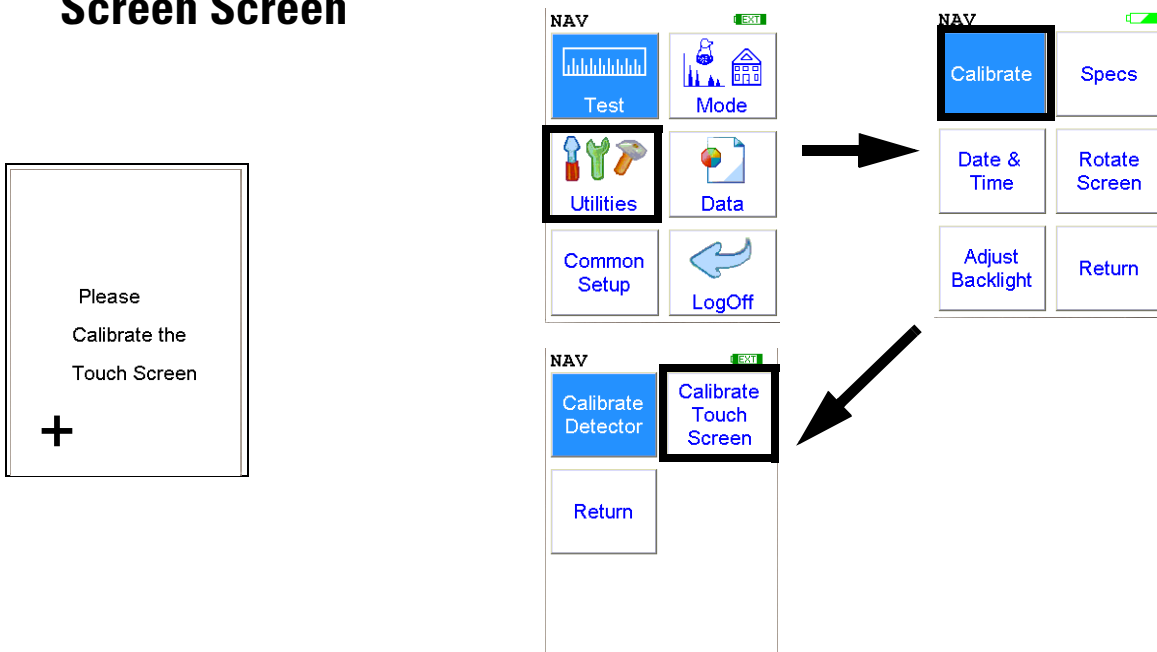 Screen Screen
Please
Calibrate the
Touch Screen
NAV
EXT
Test
Mode
Utilities
Data
Common
Setup
LogOff
NAV
Calibrate
Specs
Date &
Time
Rotate
Screen
Adjust
Backlight
Return
NAV
EXT
Calibrate
Detector
Calibrate
Touch
Screen
Return